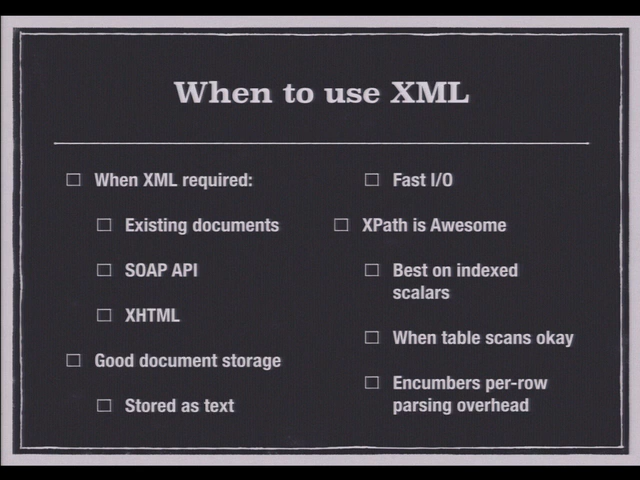 When to use XML
When XML required:
Existing documents
SOAP API
XHTML
Good document storage
Stored as text
Fast I/O
XPath is Awesome
Best on indexed
scalars
When table scans okay
Encumbers per-row
parsing overhead